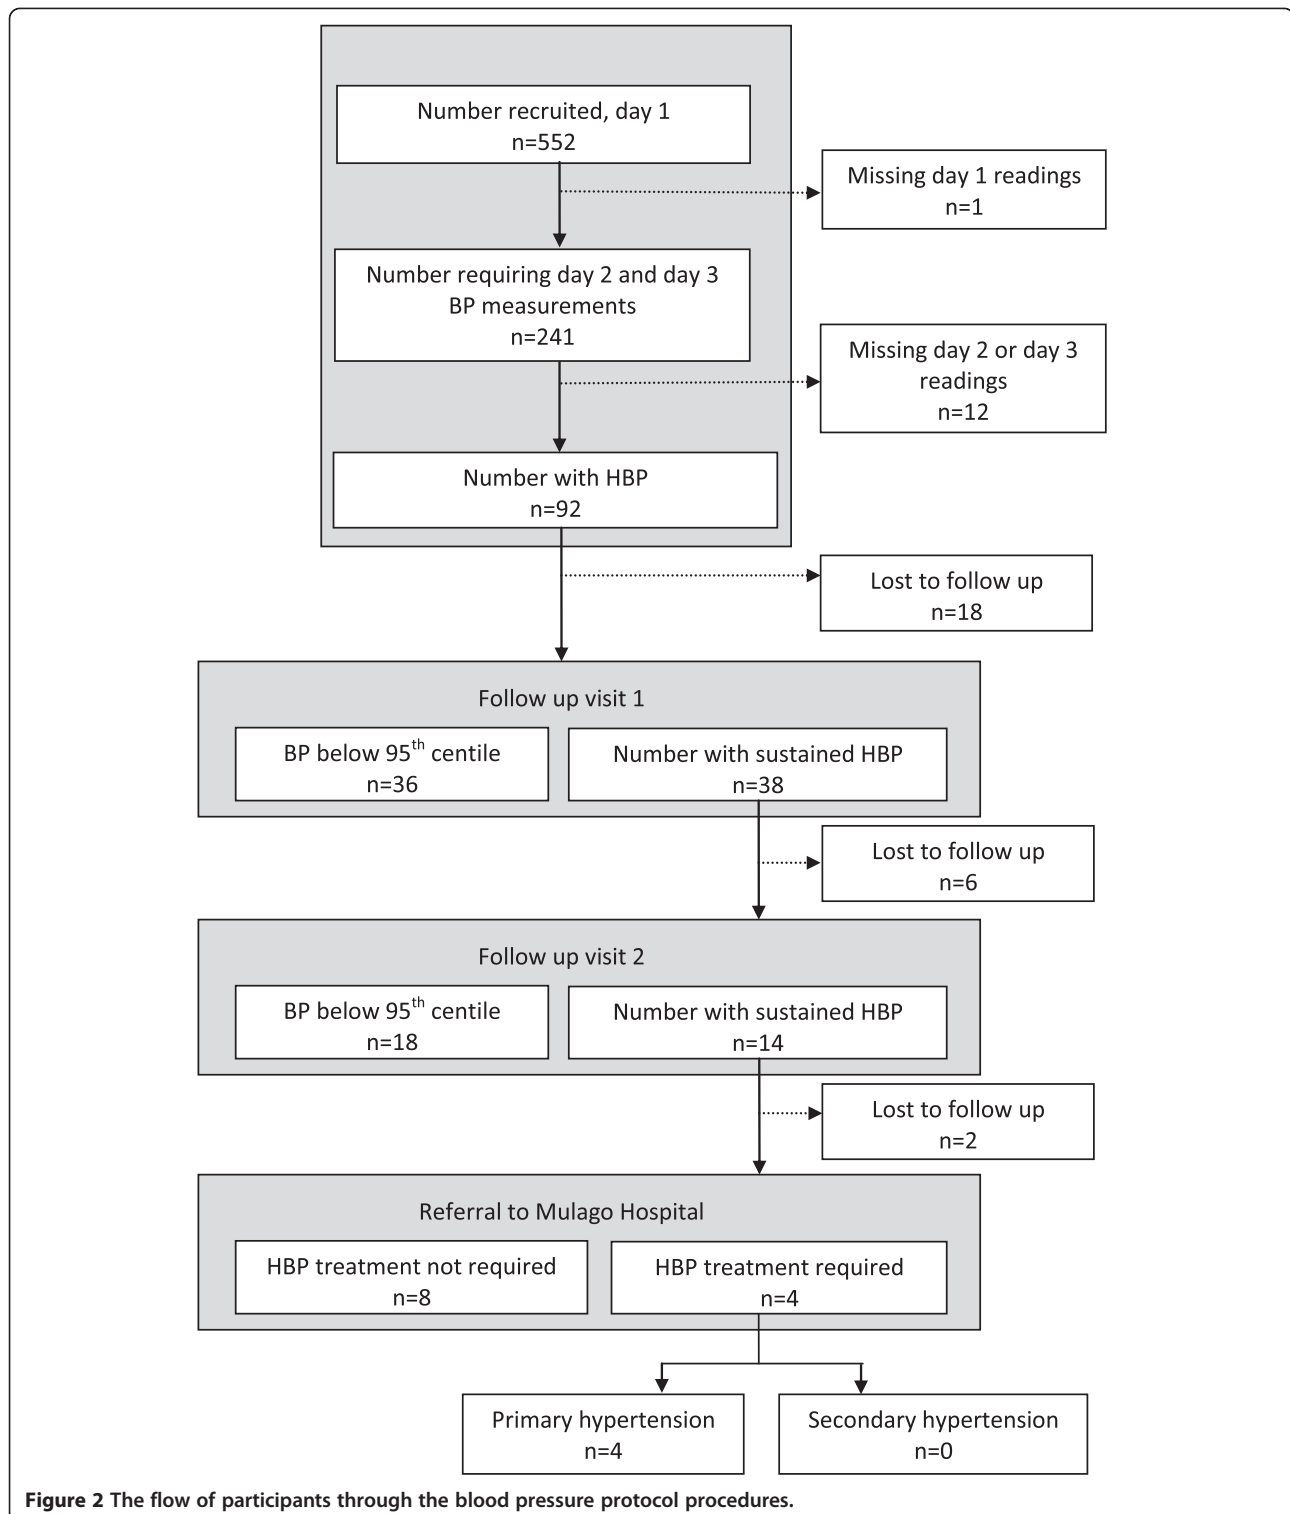 Number recruited, day 1
n=552
Missing day 1 readings
n=1
Number requiring day 2 and day 3
BP measurements
n=241
Missing day 2 or day 3
readings
n=12
Number with HBP
n=92
Lost to follow up
n=18
Follow up visit 1
BP below 95th centile
n=36
Number with sustained HBP
n=38
Lost to follow up
n=6
Follow up visit 2
BP below 95th centile
n=18
Number with sustained HBP
n=14
Lost to follow up
n=2
Referral to Mulago Hospital
HBP treatment not required
n=8
HBP treatment required
n=4
Primary hypertension
n=4
Secondary hypertension
n=0
Figure 2 The flow of participants through the blood pressure protocol procedures.